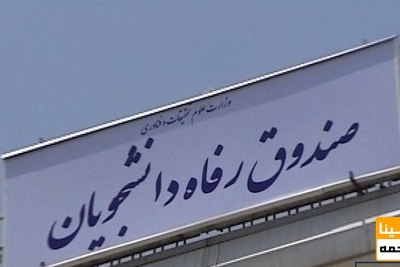 وزارت علوم تحقیقات و فناوری
صندوق رفاه دانشجویان